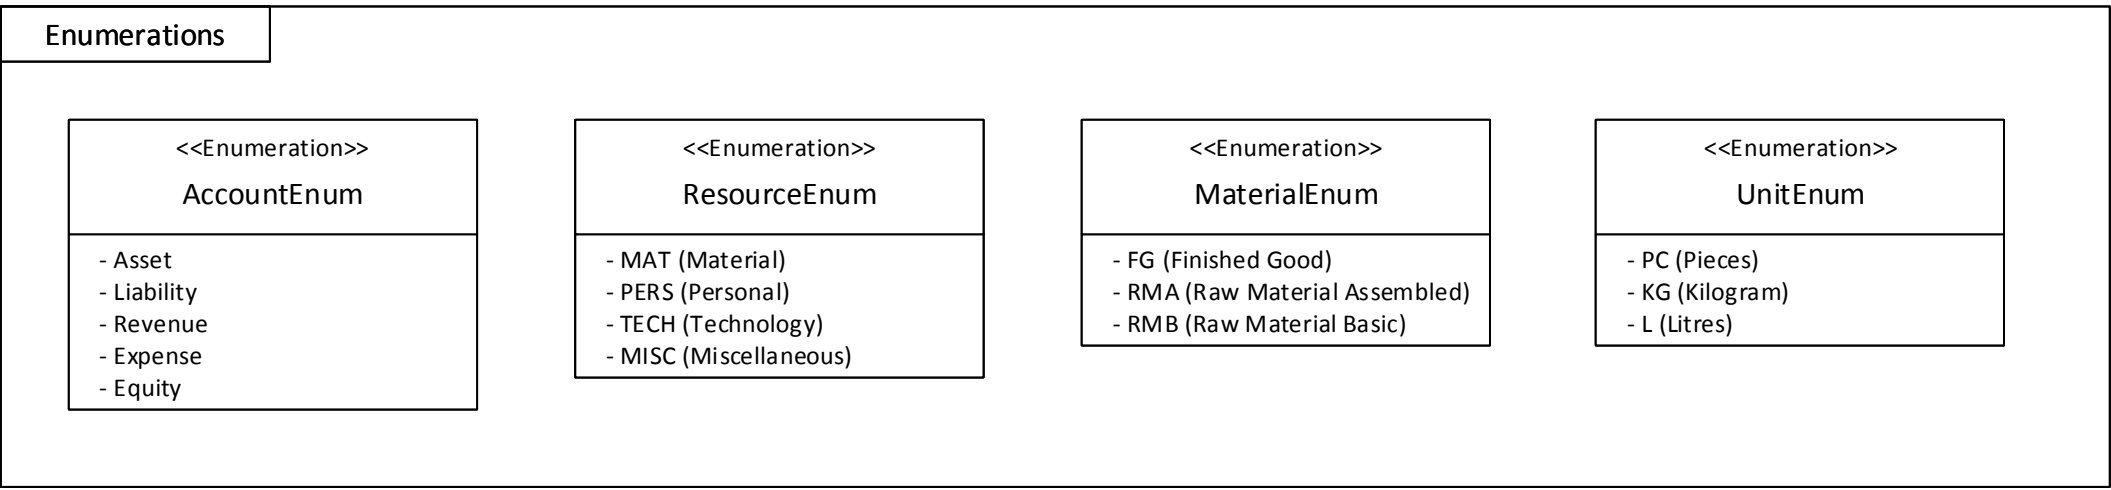 Enumerations
<<Enumeration>>
AccountEnum
- Asset
- Liability
- Revenue
- Expense
- Equity
<<Enumeration>>
ResourceEnum
- MAT (Material)
- PERS (Personal)
- TECH (Technology)
- MISC (Miscellaneous)
<<Enumeration>>
MaterialEnum
- FG (Finished Good)
- RMA (Raw Material Assembled)
- RMB (Raw Material Basic)
<<Enumeration>>
UnitEnum
- PC (Pieces)
- KG (Kilogram)
- L (Litres)